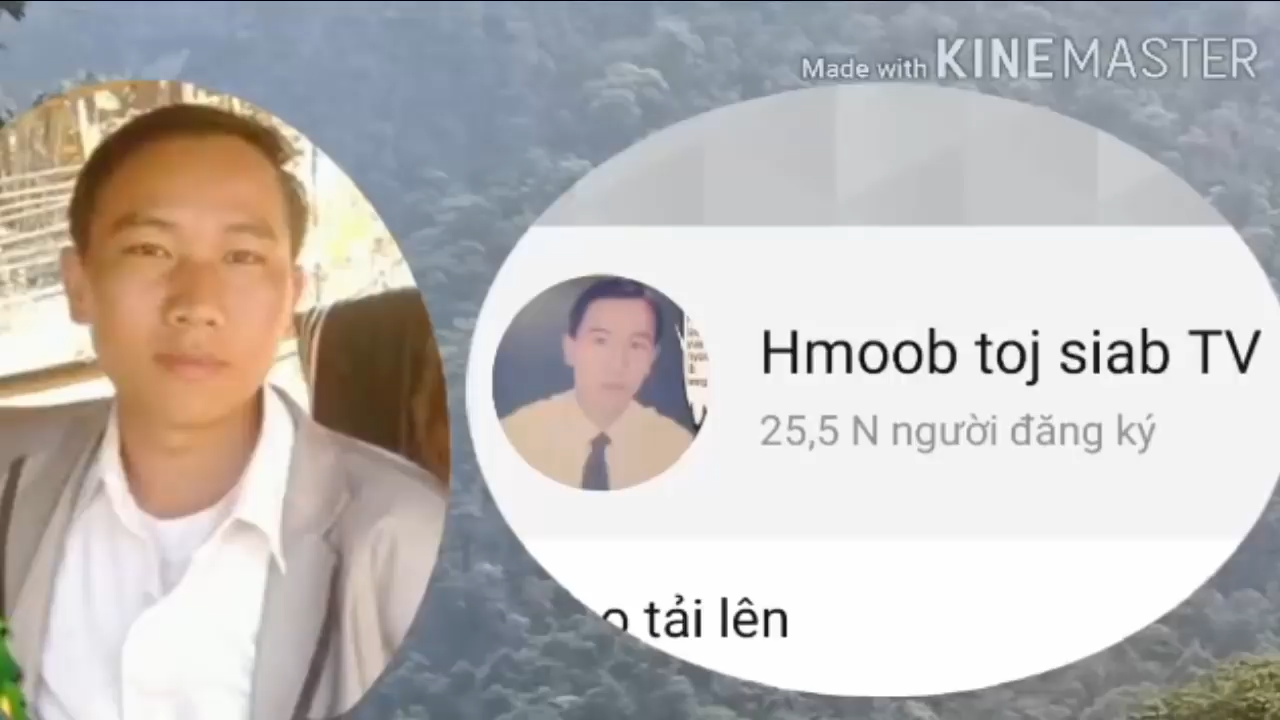 Made with KINEMASTER
Hmoob toj siab TV
25,5 N người đăng ký
tải lên